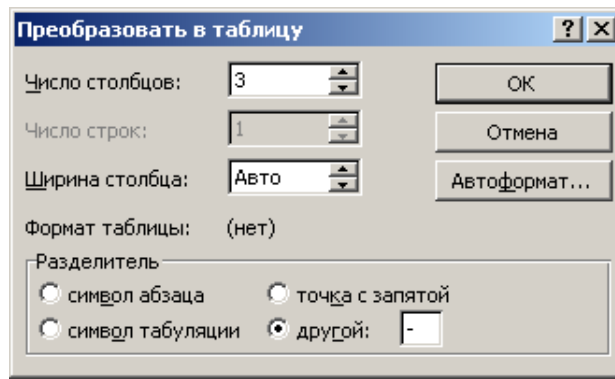 Преобразовать в таблицу
Число столбцов: 3 ОК
Число строк: 1 Отмена
Ширина столбца: Авто Автоформат...
Формат таблицы: (нет)
Разделитель
символ абзаца точка с запятой
символ табуляции другой: -